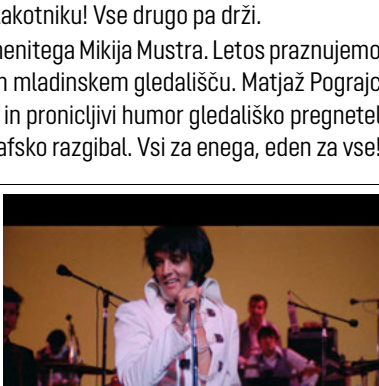 akotniku! Vse drugo pa drži.
nenitega Mikija Mustra. Letos praznujemo
n mladinskem gledališču. Matjaž Pograjc
in pronicljivi humor gledališko pregnetel
afsko razgibal. Vsi za enega, eden za vse!